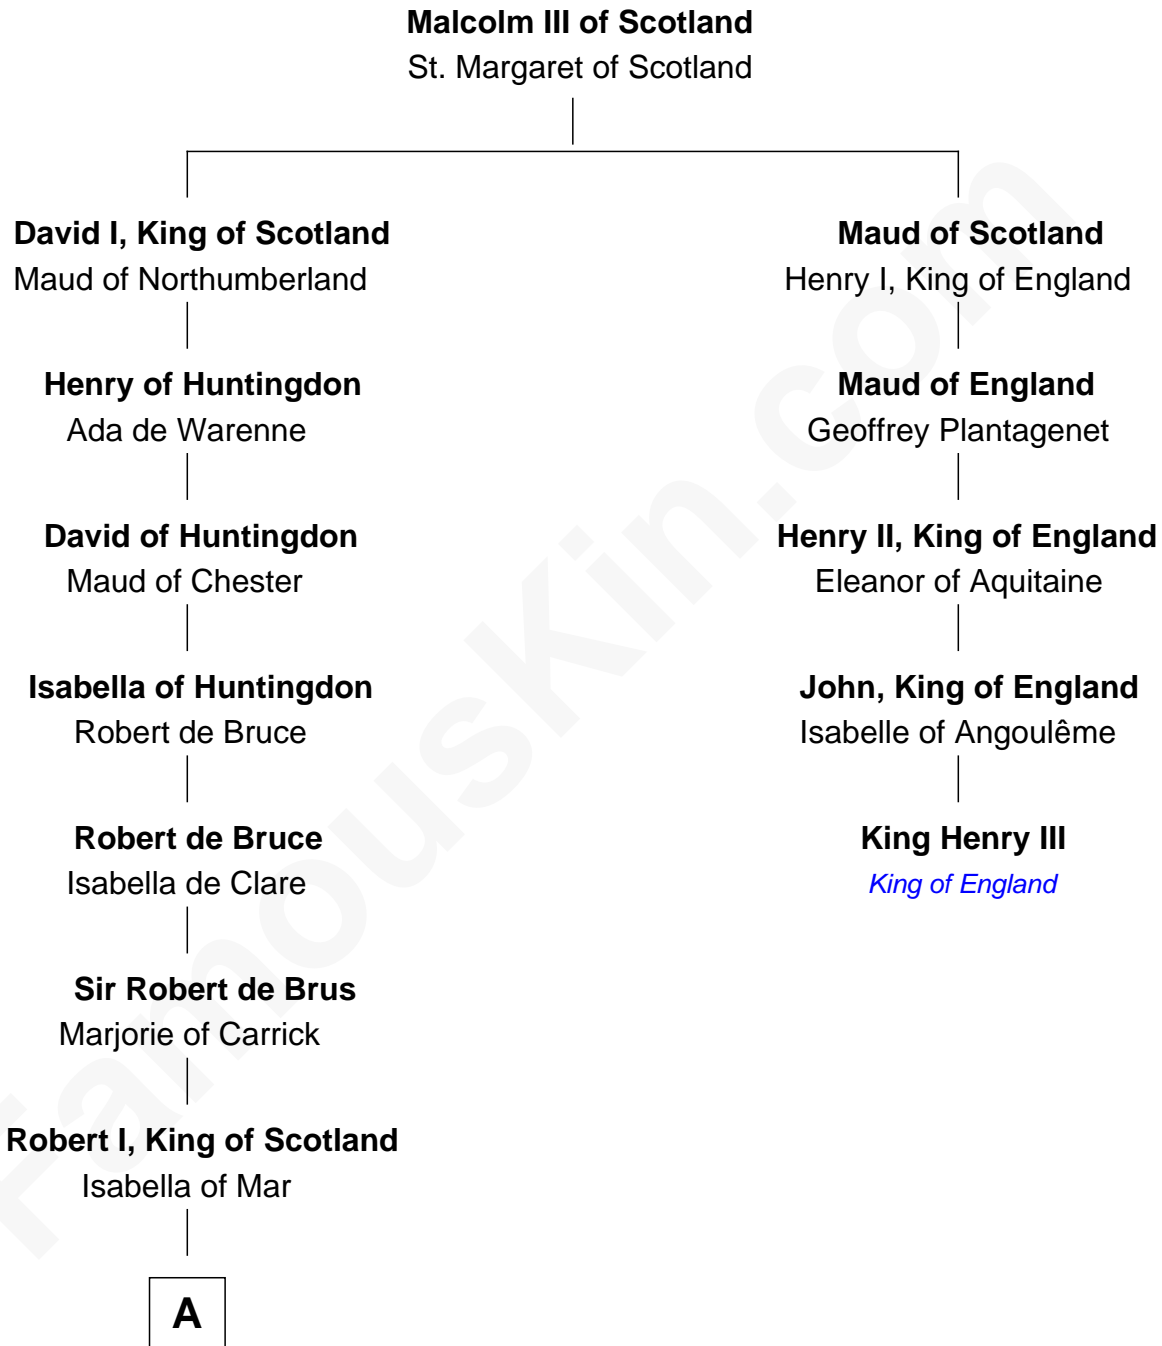 Malcolm III of Scotland
St. Margaret of Scotland
David I, King of Scotland
Maud of Northumberland
Maud of Scotland
Henry I, King of England
Henry of Huntingdon
Ada de Warenne
Maud of England
Geoffrey Plantagenet
David of Huntingdon
Maud of Chester
Henry II, King of England
Eleanor of Aquitaine
Isabella of Huntingdon
Robert de Bruce
John, King of England
Isabelle of Angoulême
Robert de Bruce
Isabella de Clare
King Henry III
King of England
Sir Robert de Brus
Marjorie of Carrick
Robert I, King of Scotland
Isabella of Mar
A
FamousKin.com